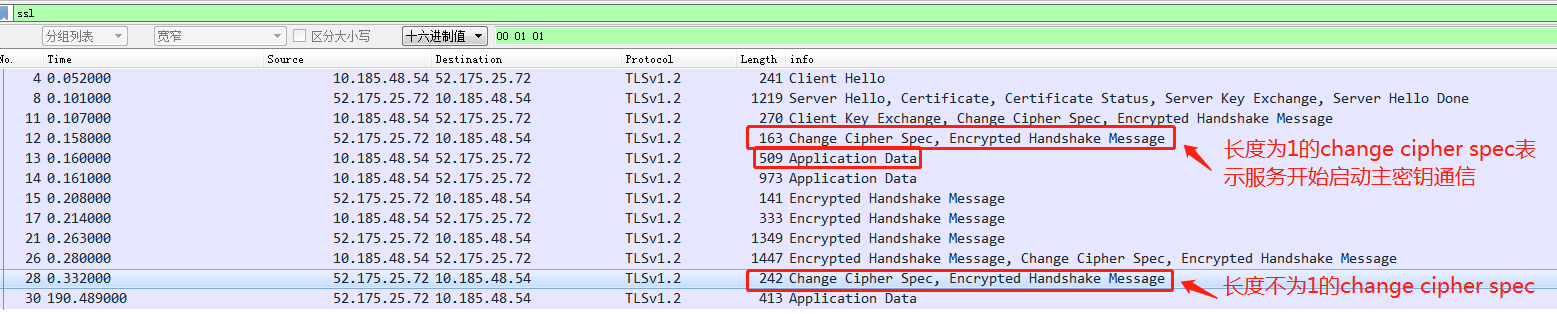 ssl
分组列表 宽窄 区分大小写 十六进制值 00 01 01
No. Time Source Destination Protocol Length info
4 0.052000 10.185.48.54 52.175.25.72 TLSv1.2 241 Client Hello
8 0.101000 52.175.25.72 10.185.48.54 TLSv1.2 1219 Server Hello, Certificate, Certificate Status, Server Key Exchange, Server Hello Done
11 0.107000 10.185.48.54 52.175.25.72 TLSv1.2 270 Client Key Exchange, Change Cipher Spec, Encrypted Handshake Message
12 0.158000 52.175.25.72 10.185.48.54 TLSv1.2 163 Change Cipher Spec, Encrypted Handshake Message
13 0.160000 10.185.48.54 52.175.25.72 TLSv1.2 509 Application Data
14 0.161000 10.185.48.54 52.175.25.72 TLSv1.2 973 Application Data
15 0.208000 52.175.25.72 10.185.48.54 TLSv1.2 141 Encrypted Handshake Message
17 0.214000 10.185.48.54 52.175.25.72 TLSv1.2 333 Encrypted Handshake Message
21 0.263000 52.175.25.72 10.185.48.54 TLSv1.2 1349 Encrypted Handshake Message
26 0.280000 10.185.48.54 52.175.25.72 TLSv1.2 1447 Encrypted Handshake Message, Change Cipher Spec, Encrypted Handshake Message
28 0.332000 52.175.25.72 10.185.48.54 TLSv1.2 242 Change Cipher Spec, Encrypted Handshake Message
30 190.489000 52.175.25.72 10.185.48.54 TLSv1.2 413 Application Data
长度为1的change cipher spec表
示服务开始启动主密钥通信
长度不为1的change cipher spec